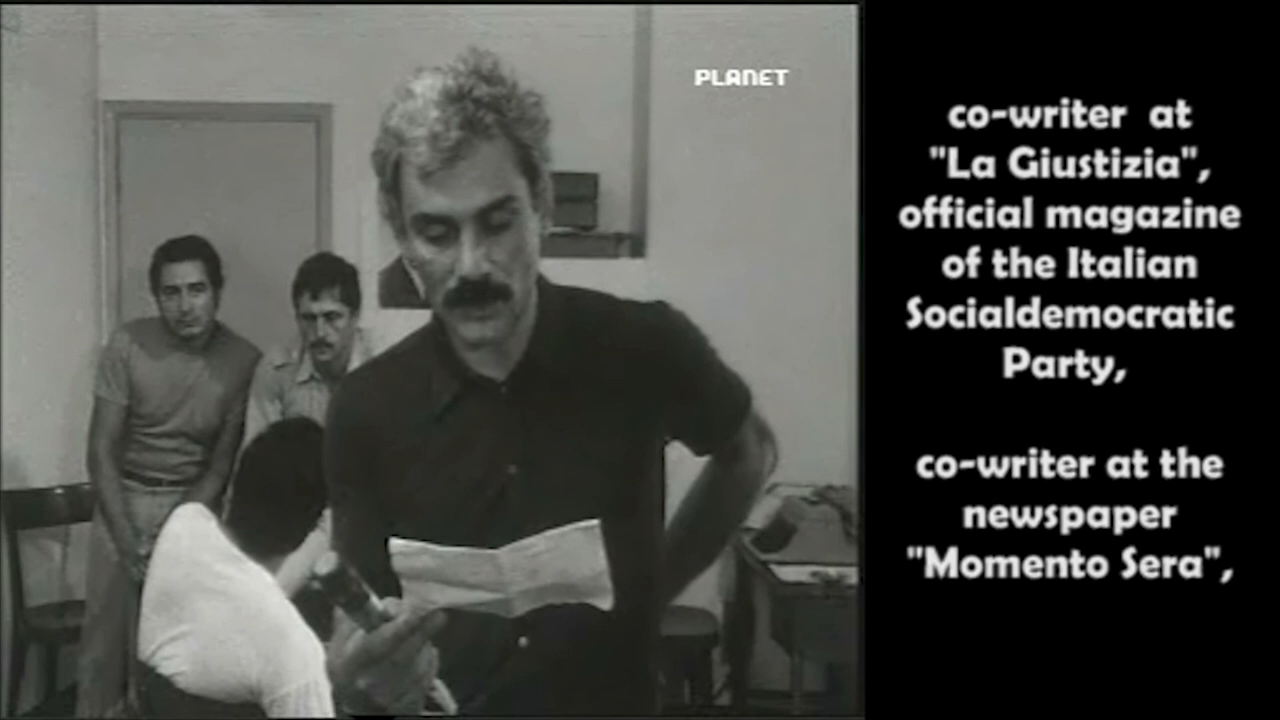 PLANET
co-writer at
"La Giustizia",
official magazine
of the Italian
Socialdemocratic
Party,
co-writer at the
newspaper
"Momento Sera",